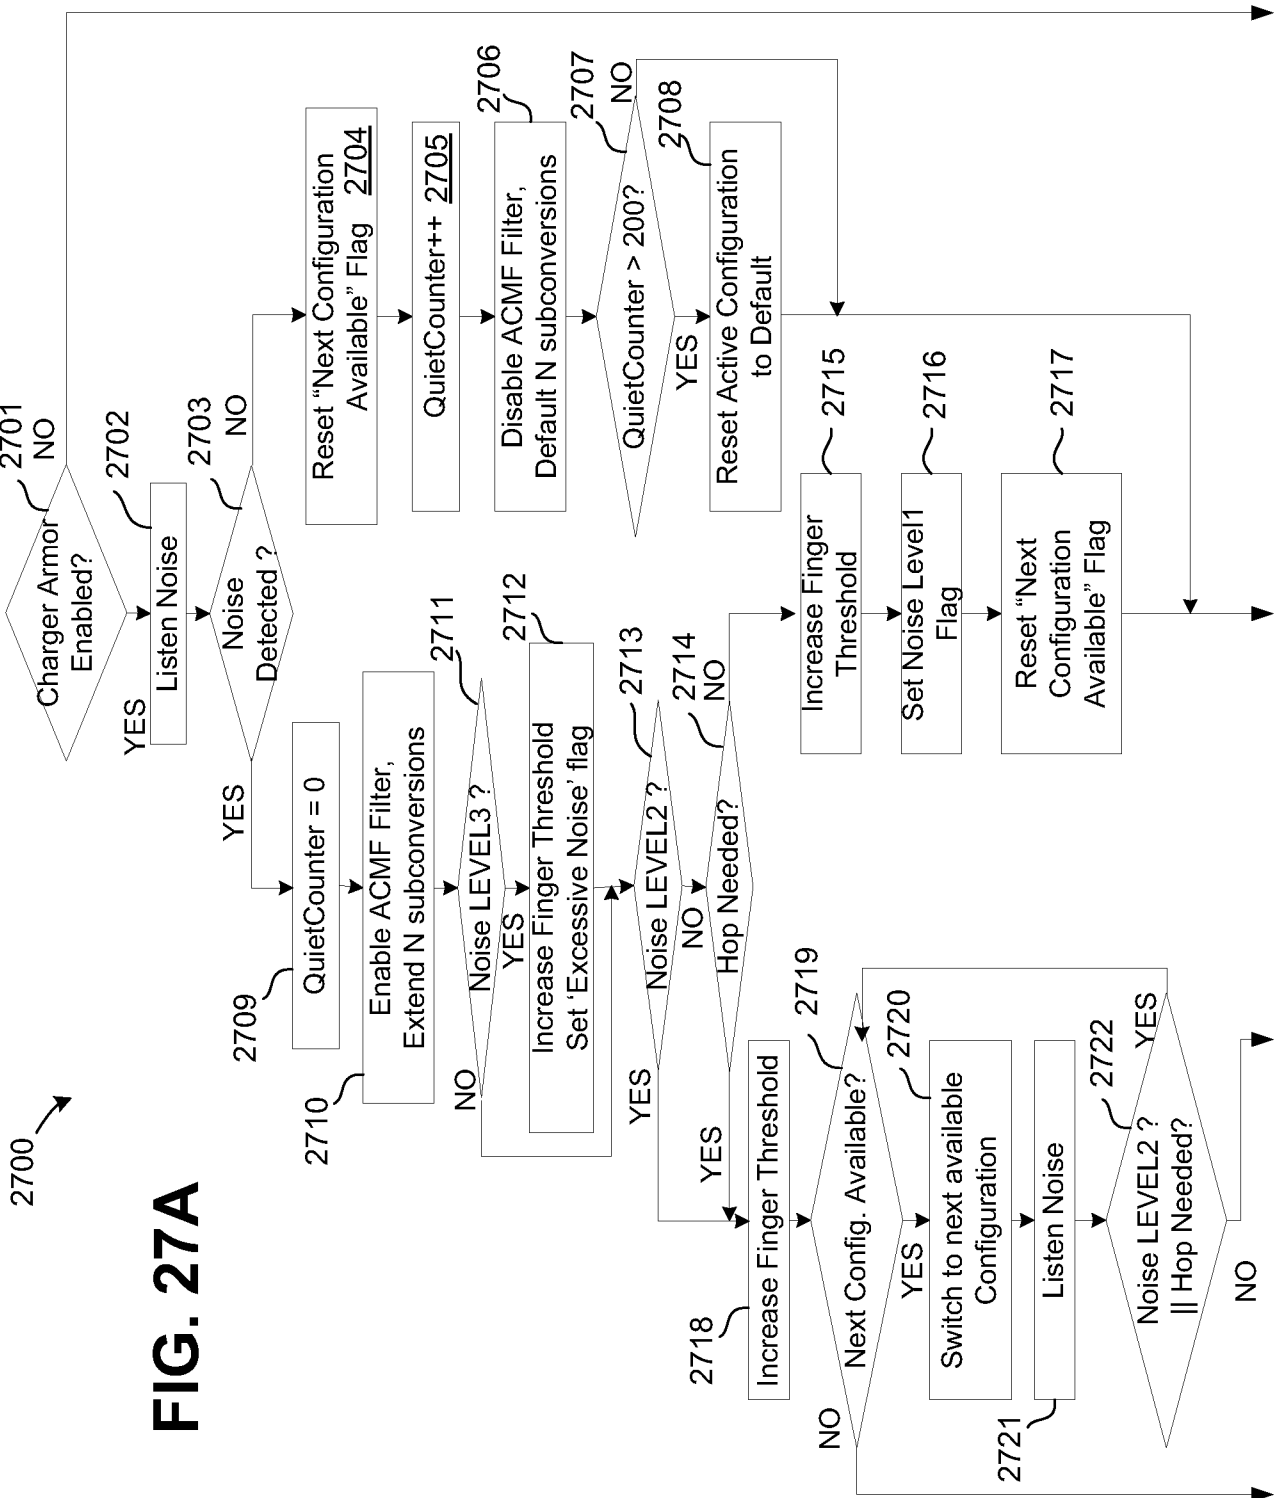 FIG. 27A
2700
Charger Armor
Enabled?
2701
NO
YES
Listen Noise
2702
Noise
Detected ?
2703
NO
YES
Reset “Next Configuration
Available” Flag 2704
QuietCounter++ 2705
Disable ACMF Filter,
Default N subconversions
2706
QuietCounter > 200?
2707
NO
YES
Reset Active Configuration
to Default
2708
QuietCounter = 0
2709
Enable ACMF Filter,
Extend N subconversions
2710
Noise LEVEL3 ?
2711
NO
YES
Increase Finger Threshold
Set ‘Excessive Noise’ flag
2712
Noise LEVEL2 ?
2713
YES
NO
Hop Needed?
2714
NO
YES
Increase Finger
Threshold
2715
Set Noise Level1
Flag
2716
Reset “Next
Configuration
Available” Flag
2717
Increase Finger Threshold
2718
Next Config. Available?
2719
NO
YES
Switch to next available
Configuration
2720
Listen Noise
2721
Noise LEVEL2 ?
|| Hop Needed?
2722
YES
NO